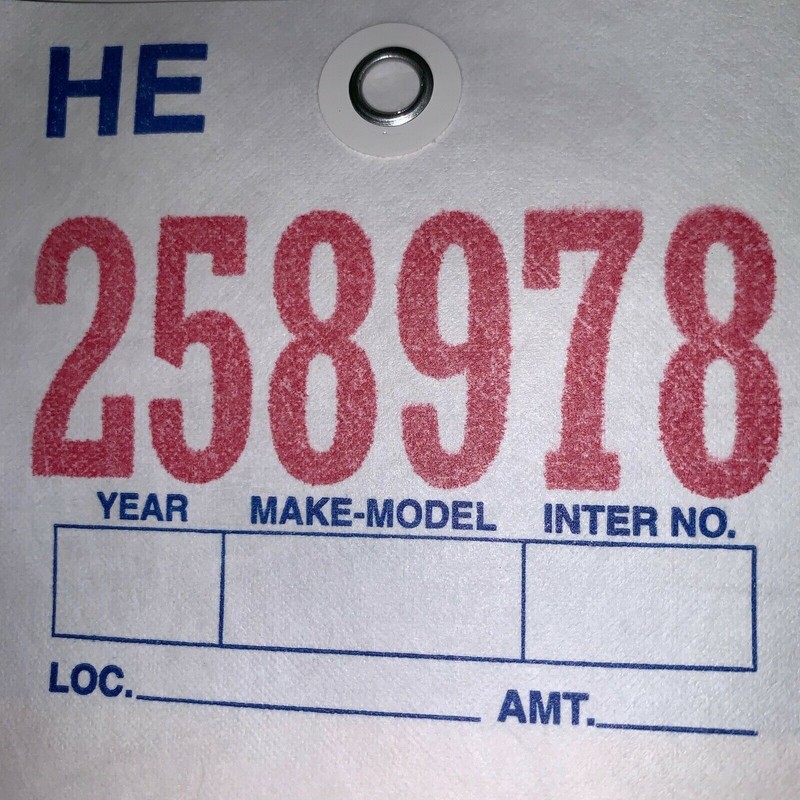 HE
258978
YEAR MAKE-MODEL INTER NO.
LOC. AMT.